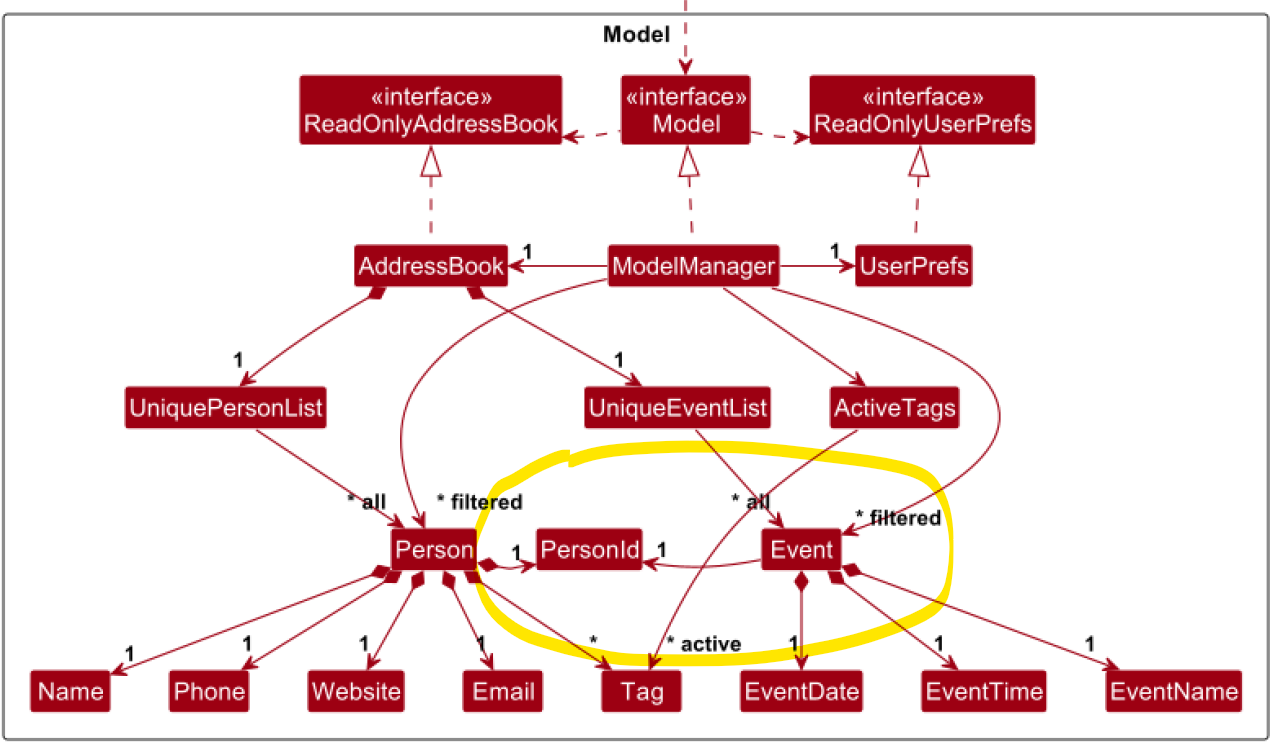 Model
«interface»
ReadOnlyAddressBook
«interface»
Model
«interface»
ReadOnlyUserPrefs
AddressBook
1
ModelManager
1
UserPrefs
1
1
UniquePersonList
UniqueEventList
ActiveTags
* all
* filtered
* all
* filtered
Person
1
PersonId
1
Event
1
1
1
1
*
* active
1
1
1
Name
Phone
Website
Email
Tag
EventDate
EventTime
EventName